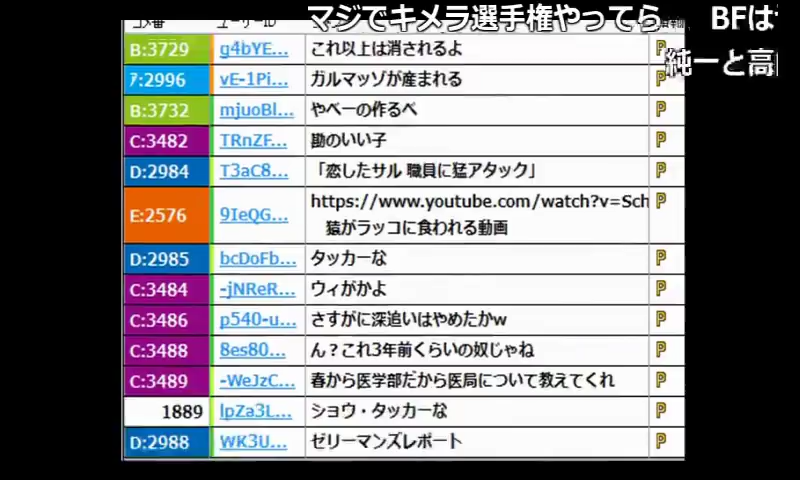 マジでキメラ選手権やってら BFは
純一と高
B:3729 g4bYE... これ以上は消されるよ P
ｱ:2996 vE-1Pi... ガルマッゾが産まれる P
B:3732 mjuoBl... やべーの作るべ P
C:3482 TRnZF... 勘のいい子 P
D:2984 T3aC8... 「恋したサル 職員に猛アタック」 P
E:2576 9IeQG... https://www.youtube.com/watch?v=Sch P
猿がラッコに食われる動画
D:2985 bcDoFb... タッカーな P
C:3484 -jNReR... ウィがかよ P
C:3486 p540-u... さすがに深追いはやめたかw P
C:3488 8es80... ん？これ3年前くらいの奴じゃね P
C:3489 -WeJzC... 春から医学部だから医局について教えてくれ P
1889 lpZa3L... ショウ・タッカーな P
D:2988 WK3U... ゼリーマンズレポート P